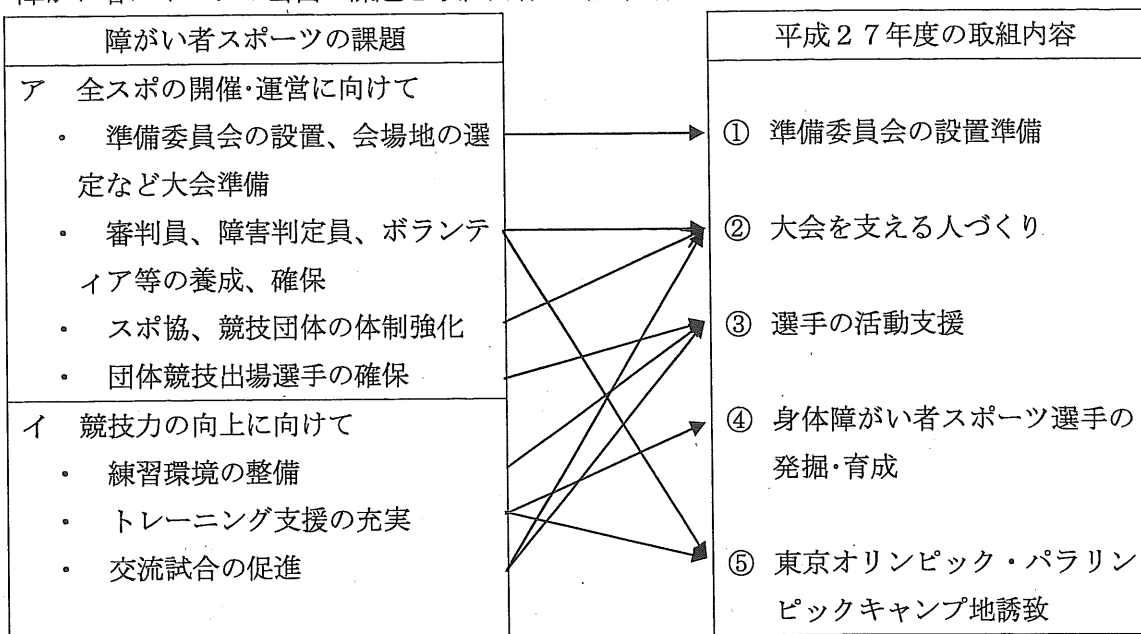 障がい者スポーツの課題
ア 全スポの開催･運営に向けて
・ 準備委員会の設置、会場地の選
定など大会準備
・ 審判員、障害判定員、ボランテ
ィア等の養成、確保
・ スポ協、競技団体の体制強化
・ 団体競技出場選手の確保
イ 競技力の向上に向けて
・ 練習環境の整備
・ トレーニング支援の充実
・ 交流試合の促進
平成２７年度の取組内容
① 準備委員会の設置準備
② 大会を支える人づくり
③ 選手の活動支援
④ 身体障がい者スポーツ選手の
発掘･育成
⑤ 東京オリンピック・パラリン
ピックキャンプ地誘致